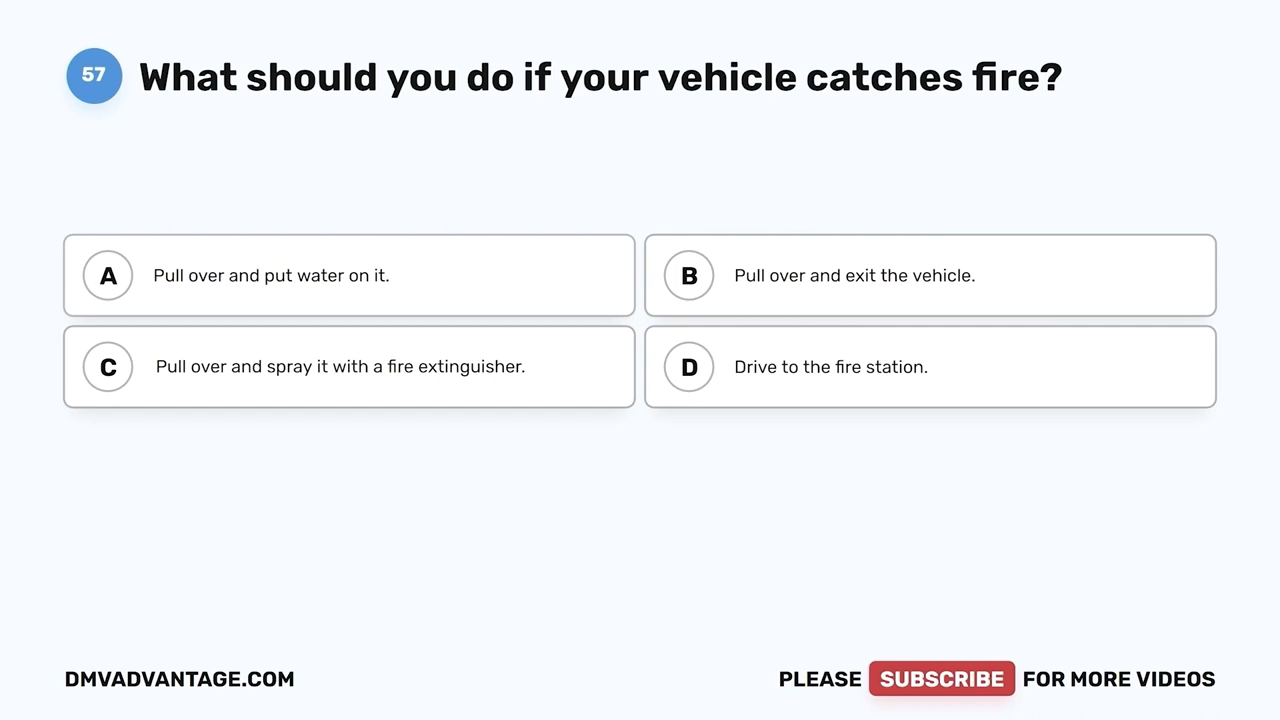 57 What should you do if your vehicle catches fire?
A Pull over and put water on it.
B Pull over and exit the vehicle.
C Pull over and spray it with a fire extinguisher.
D Drive to the fire station.
DMVADVANTAGE.COM
PLEASE SUBSCRIBE FOR MORE VIDEOS